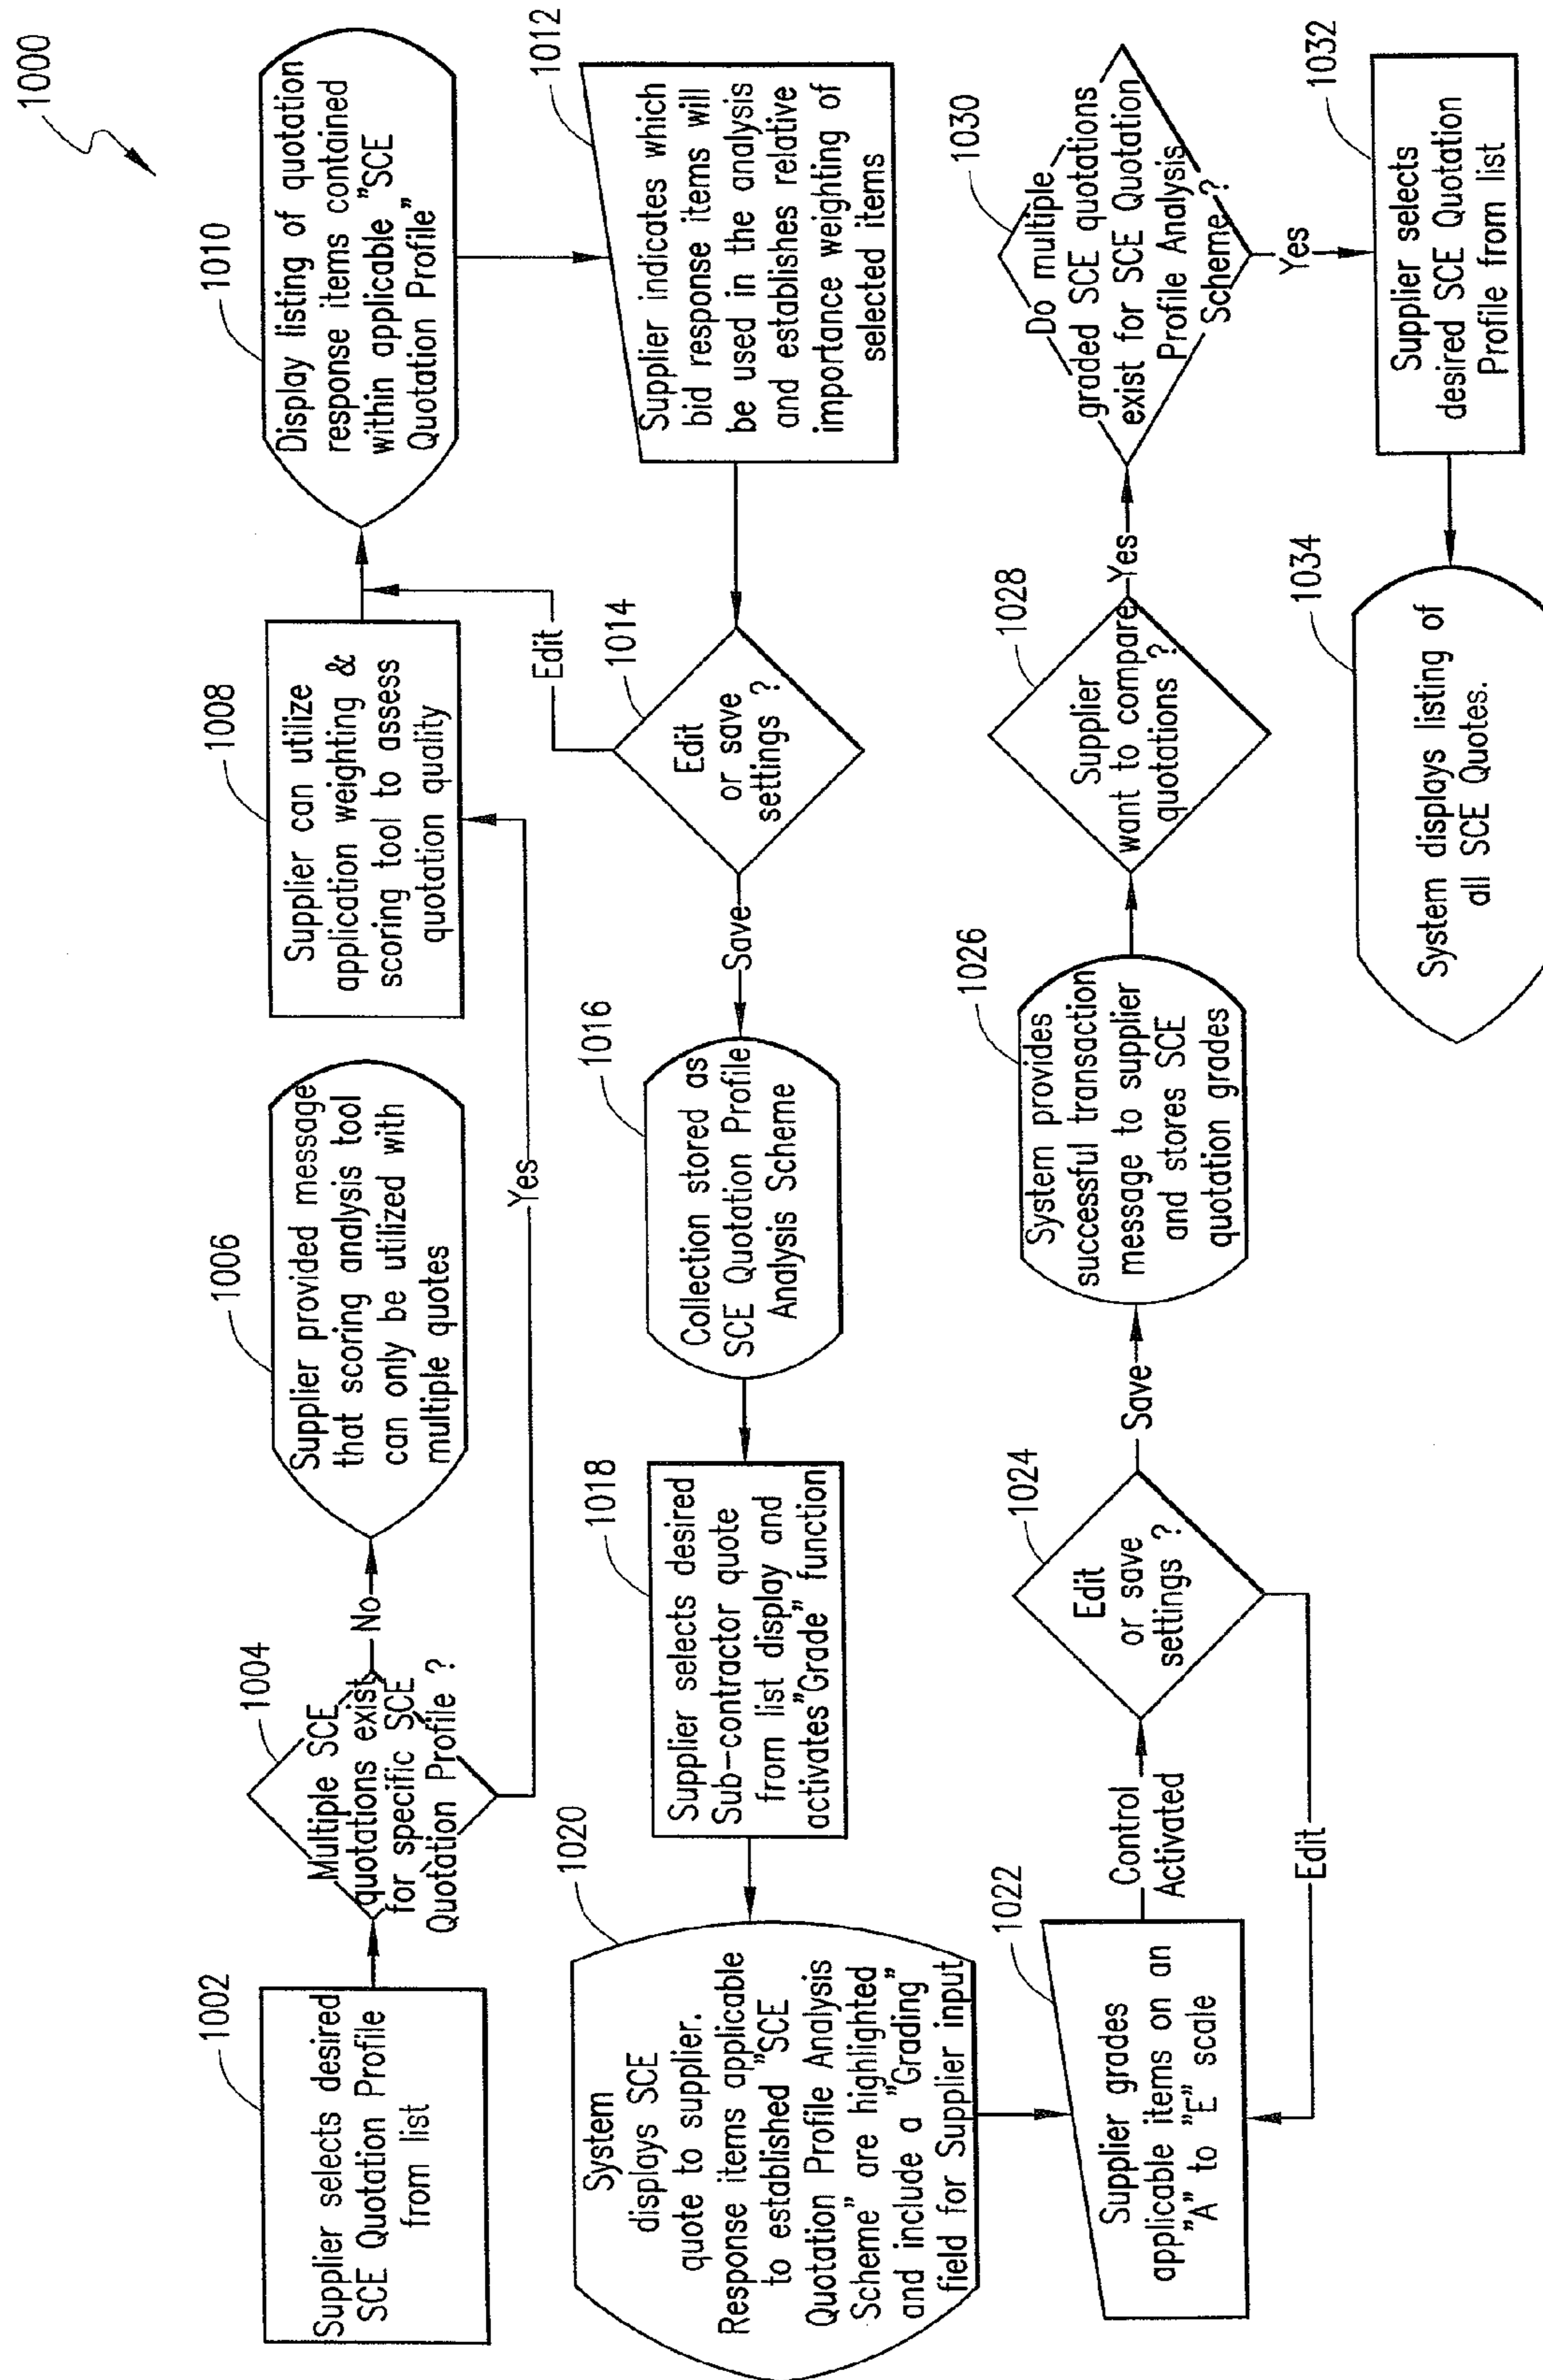 1000
1002
Supplier selects desired
SCE Quotation Profile
from list
1004
Multiple SCE
quotations exist
for specific SCE
Quotation Profile ?
No
Yes
1006
Supplier provided message
that scoring analysis tool
can only be utilized with
multiple quotes
1008
Supplier can utilize
application weighting &
scoring tool to assess
quotation quality
1010
Display listing of quotation
response items contained
within applicable "SCE
Quotation Profile"
1012
Supplier indicates which
bid response items will
be used in the analysis
and establishes relative
importance weighting of
selected items
1014
Edit
or save
settings ?
Edit
Save
1016
Collection stored as
SCE Quotation Profile
Analysis Scheme
1018
Supplier selects desired
Sub-contractor quote
from list display and
activates "Grade" function
1020
System
displays SCE
quote to supplier.
Response items applicable
to established "SCE
Quotation Profile Analysis
Scheme" are highlighted
and include a "Grading"
field for Supplier input
1022
Supplier grades
applicable items on an
"A" to "E" scale
Control
Activated
1024
Edit
or save
settings ?
Edit
Save
1026
System provides
successful transaction
message to supplier
and stores SCE
quotation grades
1028
Supplier
want to compare
quotations ?
Yes
1030
Do multiple
graded SCE quotations
exist for SCE Quotation
Profile Analysis
Scheme ?
Yes
1032
Supplier selects
desired SCE Quotation
Profile from list
1034
System displays listing of
all SCE Quotes.